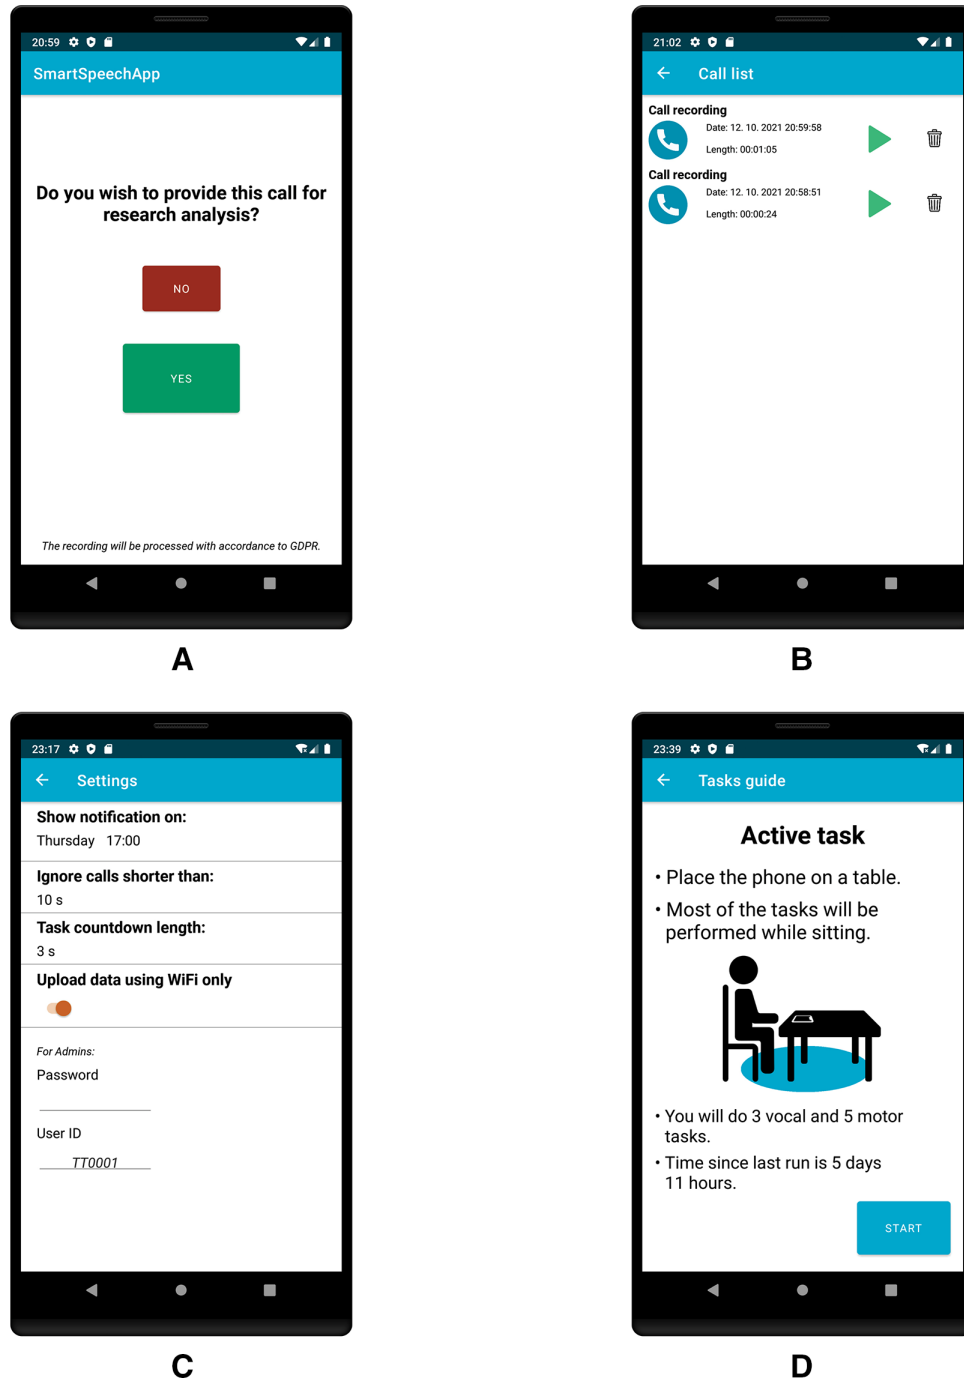 20:59
SmartSpeechApp
Do you wish to provide this call for
research analysis?
NO
YES
The recording will be processed with accordance to GDPR.
A
21:02
Call list
Call recording
Date: 12. 10. 2021 20:59:58
Length: 00:01:05
Call recording
Date: 12. 10. 2021 20:58:51
Length: 00:00:24
B
23:17
Settings
Show notification on:
Thursday 17:00
Ignore calls shorter than:
10 s
Task countdown length:
3 s
Upload data using WiFi only
For Admins:
Password
User ID
TT0001
C
23:39
Tasks guide
Active task
• Place the phone on a table.
• Most of the tasks will be
performed while sitting.
• You will do 3 vocal and 5 motor
tasks.
• Time since last run is 5 days
11 hours.
START
D